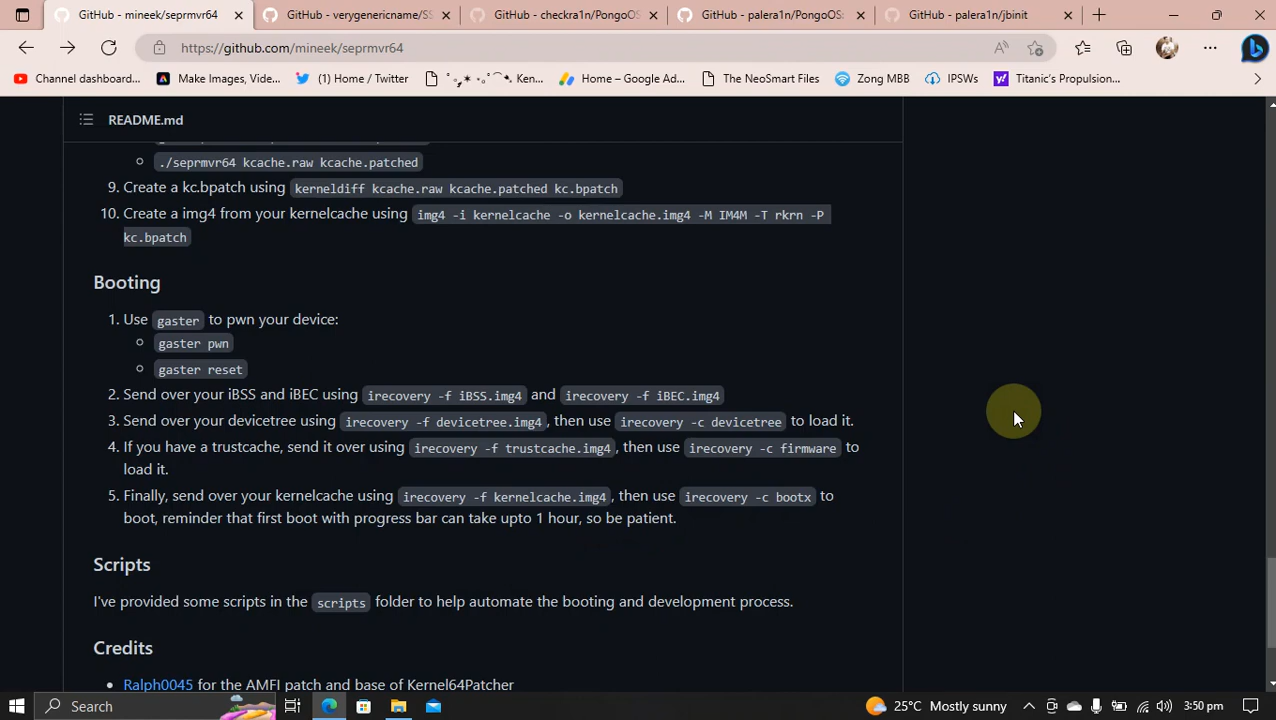 GitHub - mineek/seprmvr64
GitHub - verygenericname/SS
GitHub - checkra1n/PongoOS
GitHub - palera1n/PongoOS:
GitHub - palera1n/jbinit
https://github.com/mineek/seprmvr64
Channel dashboard...
Make Images, Vide...
(1) Home / Twitter
Home – Google Ad...
The NeoSmart Files
Zong MBB
IPSWs
Titanic's Propulsion...
README.md
./seprmvr64 kcache.raw kcache.patched
9. Create a kc.bpatch using kerneldiff kcache.raw kcache.patched kc.bpatch
10. Create a img4 from your kernelcache using img4 -i kernelcache -o kernelcache.img4 -M IM4M -T rkrn -P
kc.bpatch
Booting
1. Use gaster to pwn your device:
gaster pwn
gaster reset
2. Send over your iBSS and iBEC using irecovery -f iBSS.img4 and irecovery -f iBEC.img4
3. Send over your devicetree using irecovery -f devicetree.img4, then use irecovery -c devicetree to load it.
4. If you have a trustcache, send it over using irecovery -f trustcache.img4, then use irecovery -c firmware to
load it.
5. Finally, send over your kernelcache using irecovery -f kernelcache.img4, then use irecovery -c bootx to
boot, reminder that first boot with progress bar can take upto 1 hour, so be patient.
Scripts
I've provided some scripts in the scripts folder to help automate the booting and development process.
Credits
Ralph0045 for the AMFI patch and base of Kernel64Patcher
Search
25°C Mostly sunny
3:50 pm